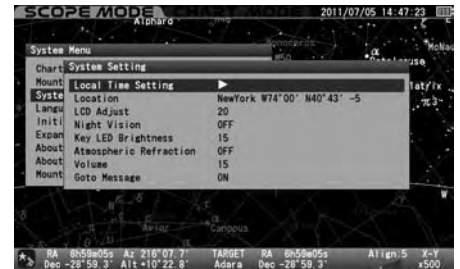 SCOPE MODE CHART MODE 2011/07/05 14:47:23
Alphard
System Menu
McNau
Chart System Setting
Mount Local Time Setting ▶
Syste Location NewYork W74°00' N40°43' -5
Langu LCD Adjust 20
Initi Night Vision OFF
Expan Key LED Brightness 15
About Atmospheric Refraction OFF
About Volume 15
Mount Goto Message ON
Avior Canopus
RA 6h59m05s Az 216°07.7' TARGET RA 6h59m05s Align:5 X-Y
Dec -28°59.3' Alt +10°22.8' Adara Dec -28°59.3' x500